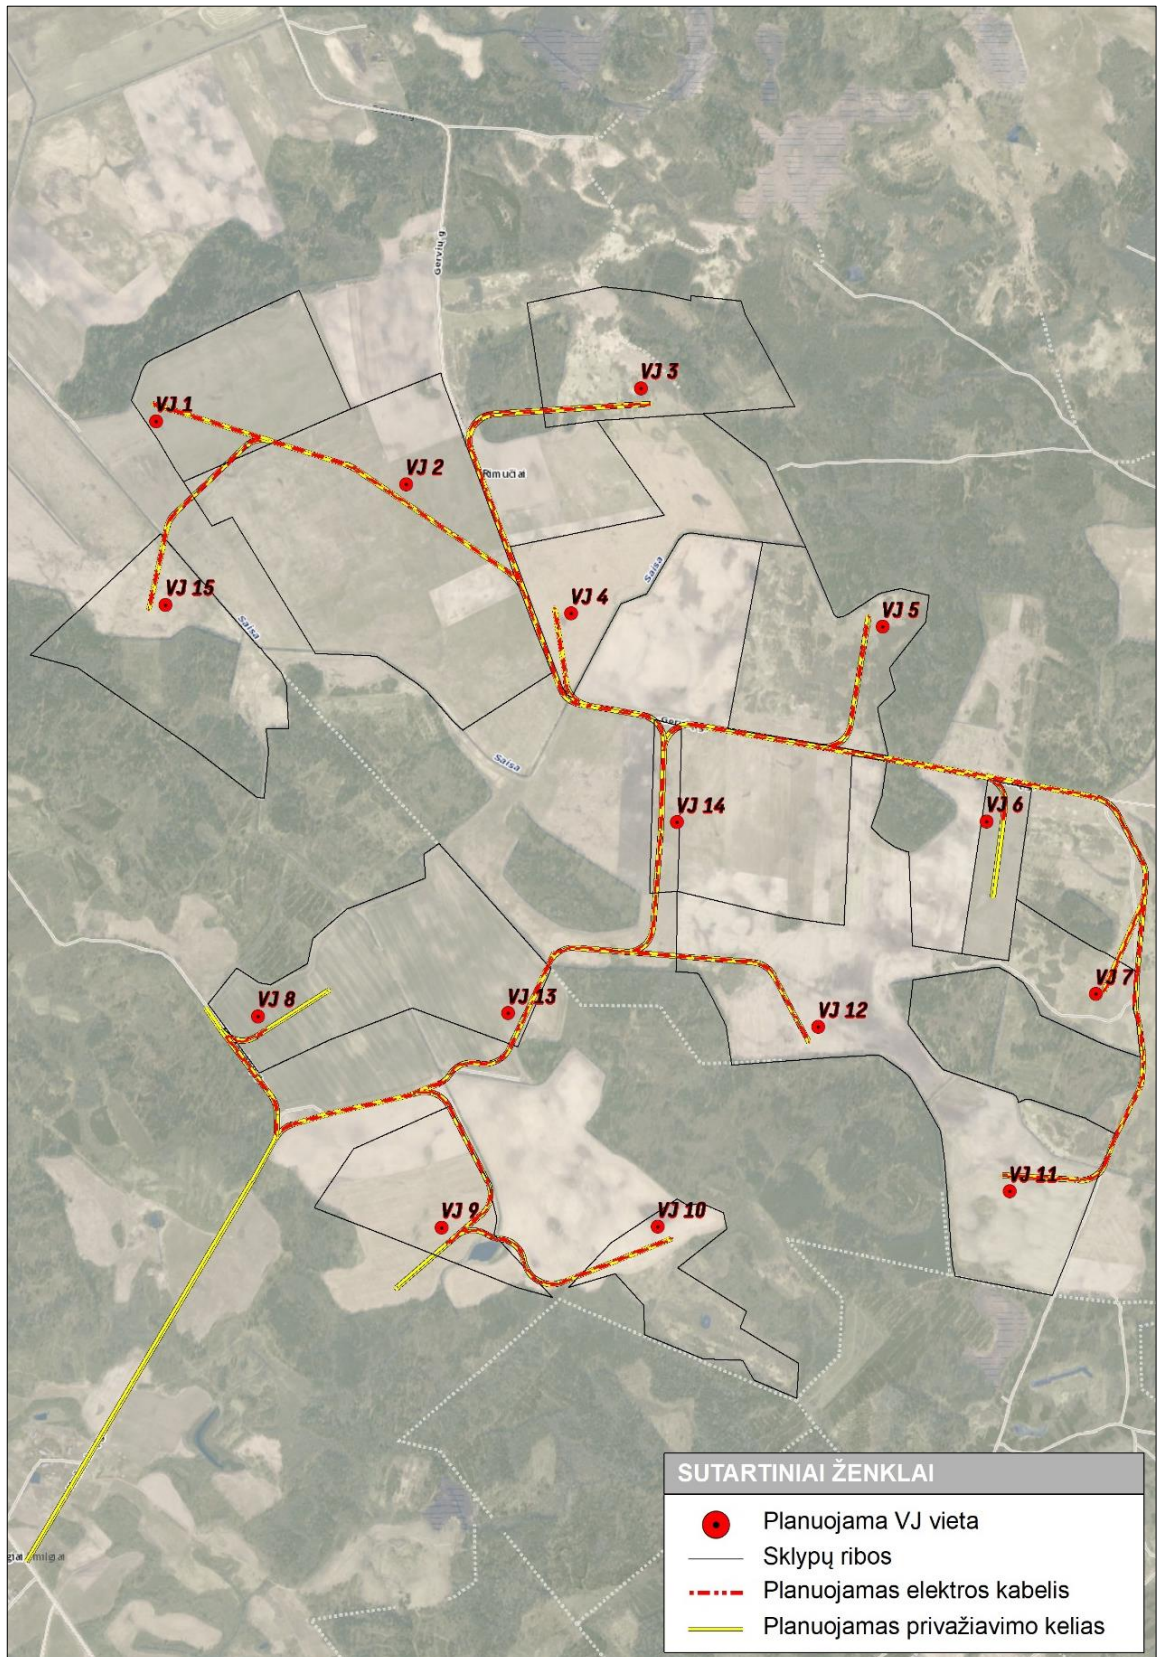 Gervių g.
VJ 3
VJ 1
VJ 2
Rimučiai
Saisa
VJ 15
VJ 4
VJ 5
Saisa
Saisa
VJ 14
VJ 6
VJ 7
VJ 8
VJ 13
VJ 12
VJ 11
VJ 9
VJ 10
SUTARTINIAI ŽENKLAI
Planuojama VJ vieta
Sklypų ribos
Planuojamas elektros kabelis
Planuojamas privažiavimo kelias